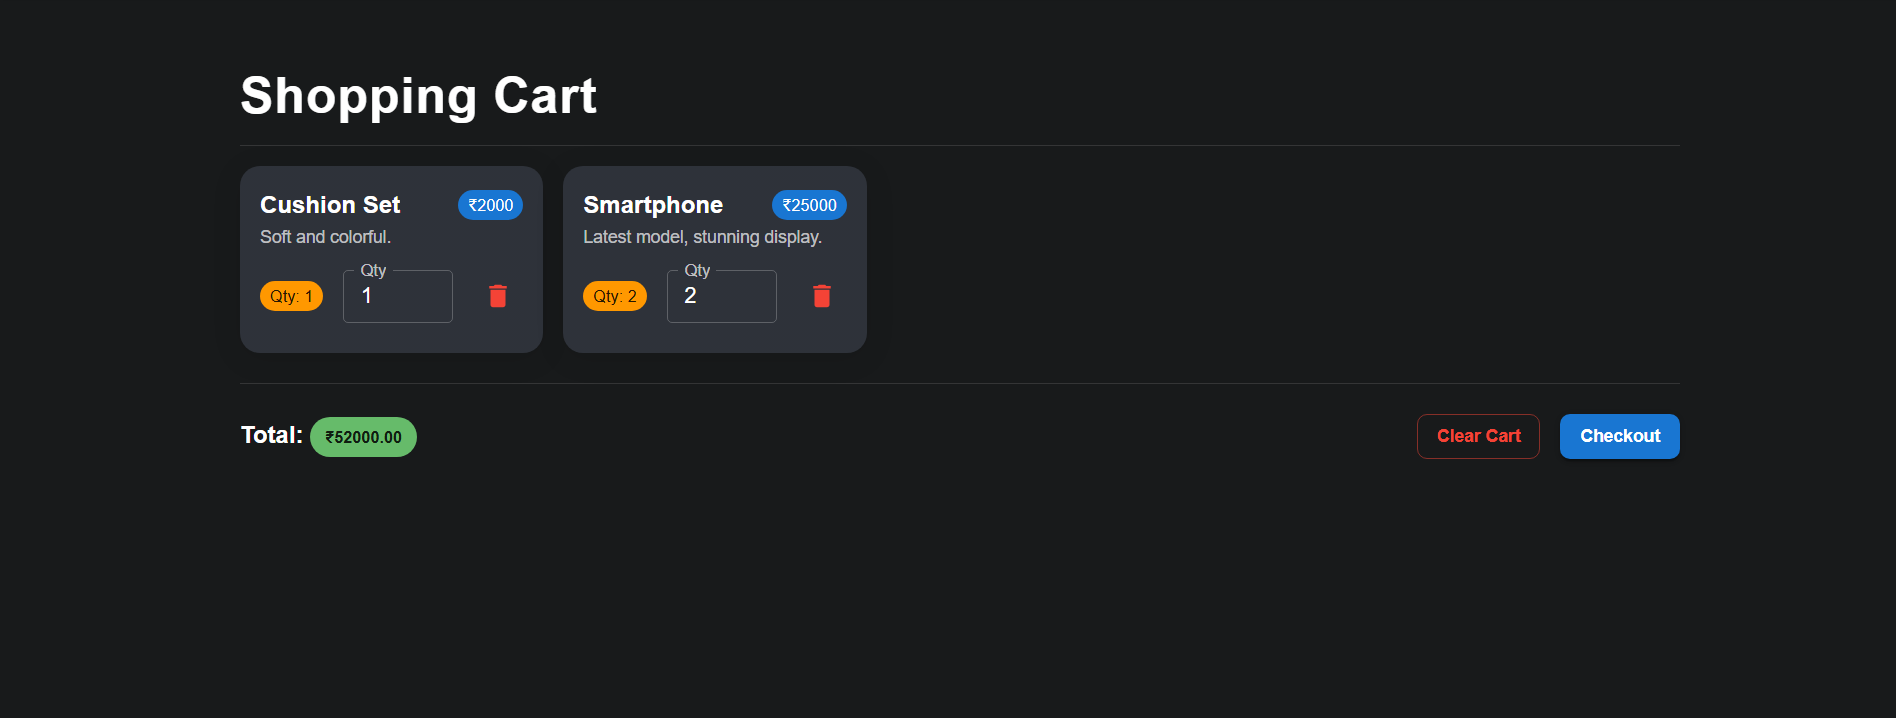 Shopping Cart
Cushion Set ₹2000
Soft and colorful.
Qty
Qty: 1 1
Smartphone ₹25000
Latest model, stunning display.
Qty
Qty: 2 2
Total: ₹52000.00
Clear Cart
Checkout